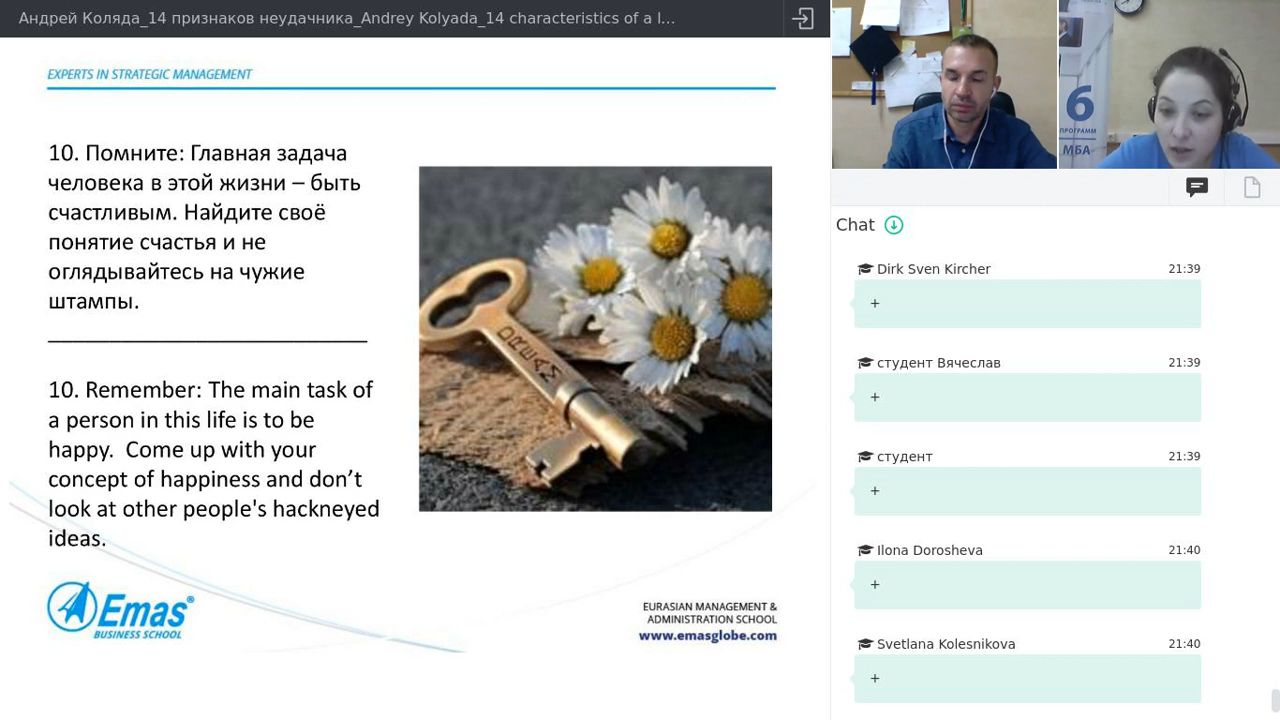 Андрей Коляда_14 признаков неудачника_Andrey Kolyada_14 characteristics of a l...
EXPERTS IN STRATEGIC MANAGEMENT
10. Помните: Главная задача
человека в этой жизни – быть
счастливым. Найдите своё
понятие счастья и не
оглядывайтесь на чужие
штампы.
10. Remember: The main task of
a person in this life is to be
happy.  Come up with your
concept of happiness and don’t
look at other people's hackneyed
ideas.
DREAM
Emas®
BUSINESS SCHOOL
EURASIAN MANAGEMENT &
ADMINISTRATION SCHOOL
www.emasglobe.com
6
ПРОГРАММ
МБА
Chat
Dirk Sven Kircher 21:39
+
студент Вячеслав 21:39
+
студент 21:39
+
Ilona Dorosheva 21:40
+
Svetlana Kolesnikova 21:40
+